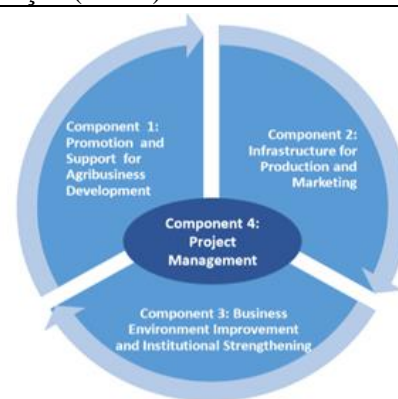 Component 1:
Promotion and
Support for
Agribusiness
Development
Component 2:
Infrastructure for
Production and
Marketing
Component 4:
Project
Management
Component 3: Business
Environment Improvement
and Institutional Strengthening